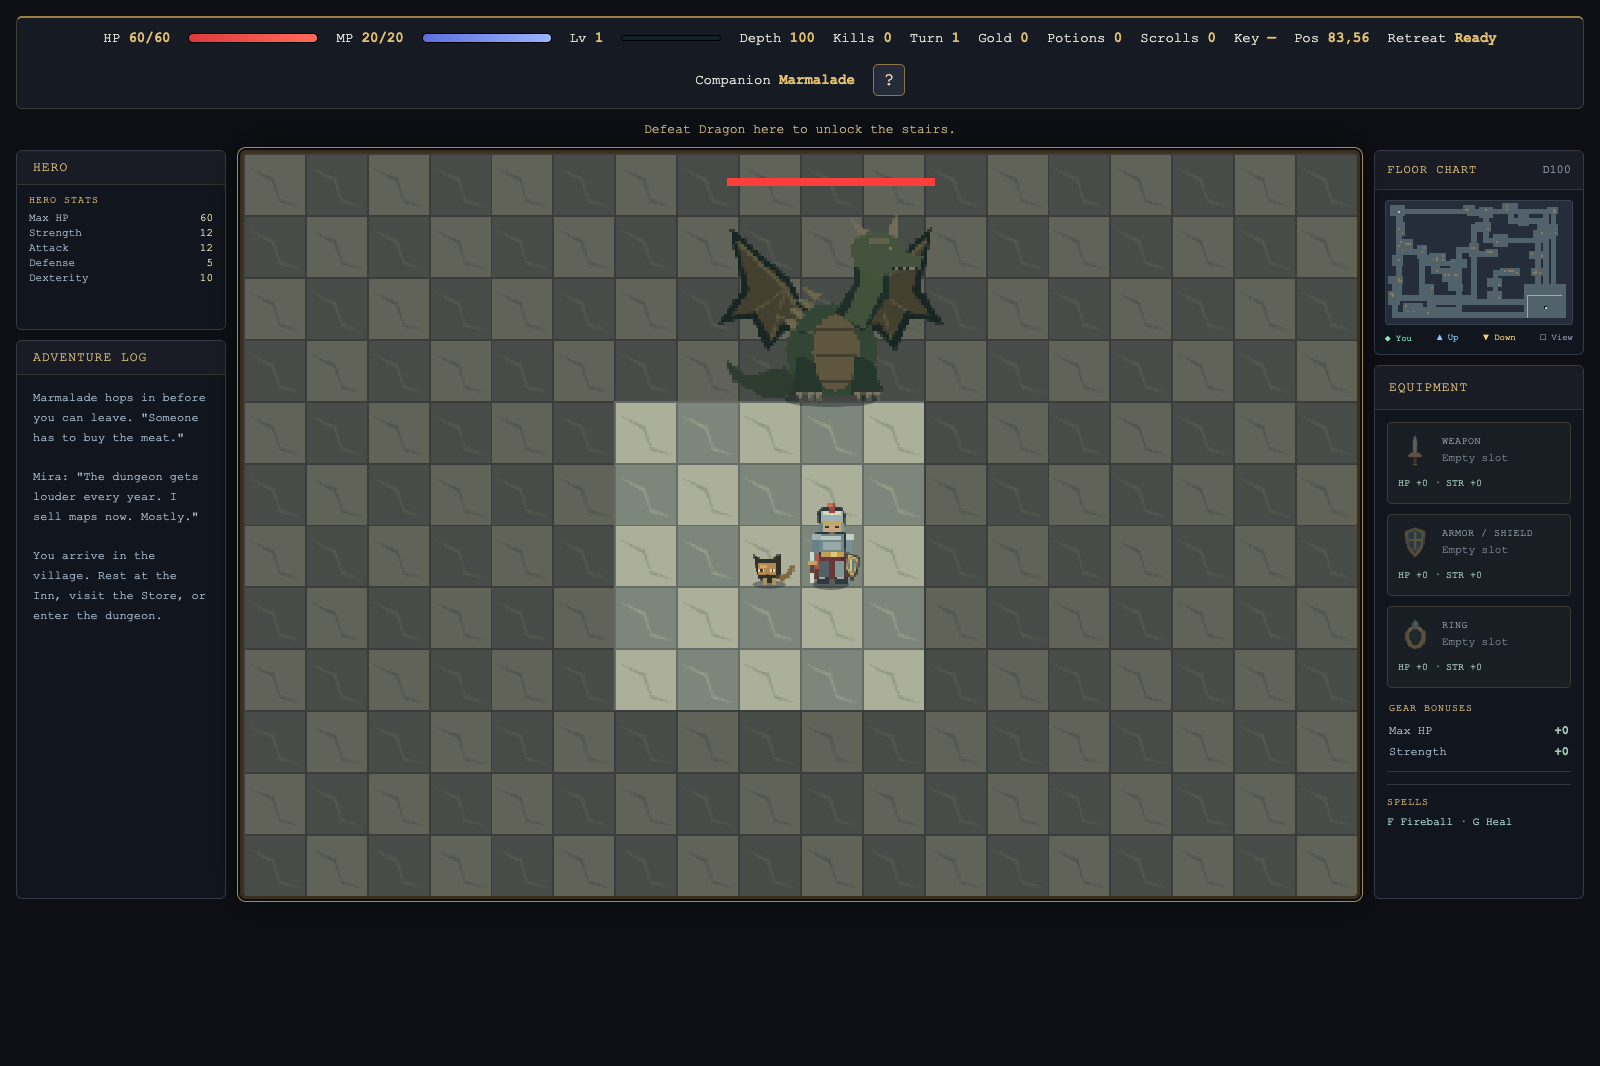 HP 60/60 MP 20/20 Lv 1 Depth 100 Kills 0 Turn 1 Gold 0 Potions 0 Scrolls 0 Key — Pos 83,56 Retreat Ready
Companion Marmalade ?
Defeat Dragon here to unlock the stairs.
HERO
HERO STATS
Max HP 60
Strength 12
Attack 12
Defense 5
Dexterity 10
ADVENTURE LOG
Marmalade hops in before
you can leave. "Someone
has to buy the meat."
Mira: "The dungeon gets
louder every year. I
sell maps now. Mostly."
You arrive in the
village. Rest at the
Inn, visit the Store, or
enter the dungeon.
FLOOR CHART D100
◆ You ▲ Up ▼ Down □ View
EQUIPMENT
WEAPON
Empty slot
HP +0 · STR +0
ARMOR / SHIELD
Empty slot
HP +0 · STR +0
RING
Empty slot
HP +0 · STR +0
GEAR BONUSES
Max HP +0
Strength +0
SPELLS
F Fireball · G Heal